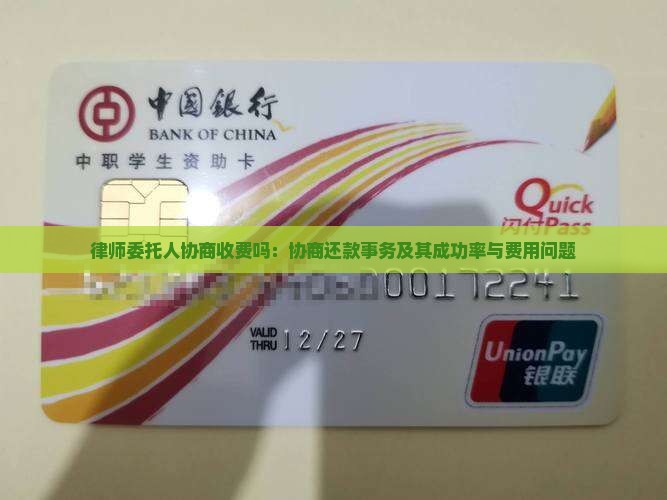 中国銀行
BANK OF CHINA
中职学生资助卡
Quick
闪付Pass
律师委托人协商收费吗：协商还款事务及其成功率与费用问题
00172241
VALID
THRU 12/27
UnionPay
银联